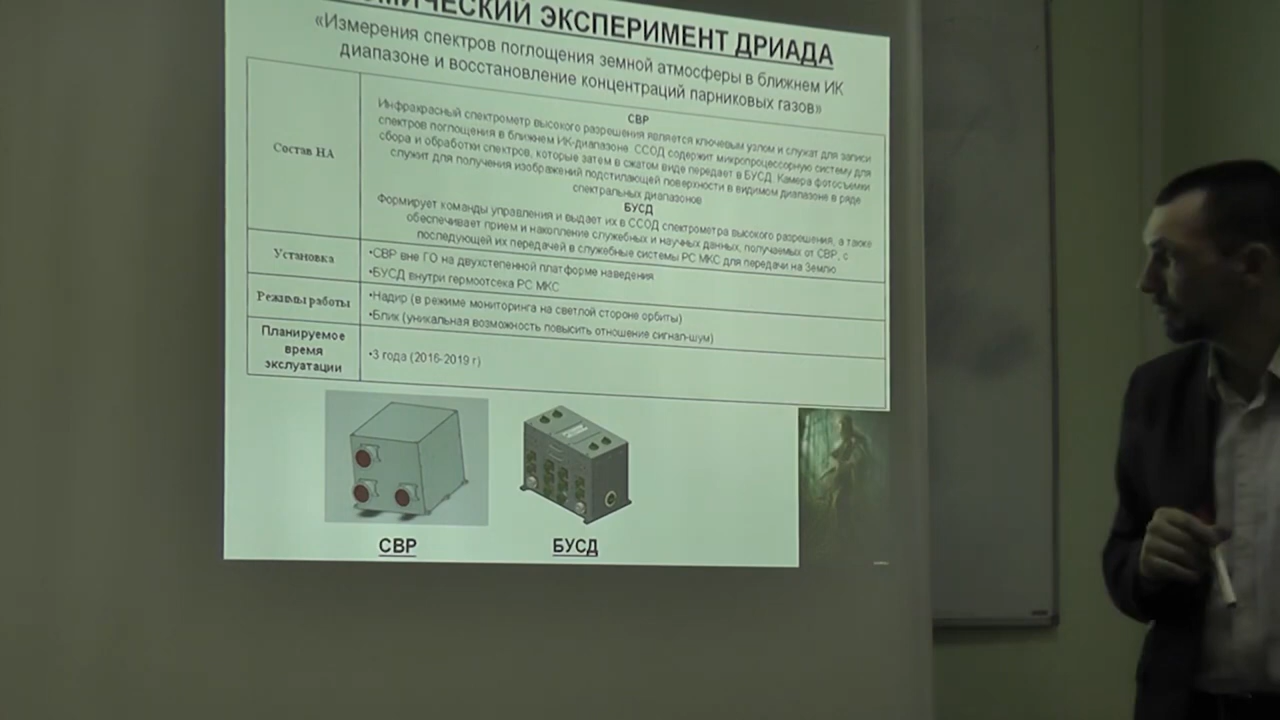 МИЧЕСКИЙ ЭКСПЕРИМЕНТ ДРИАДА
«Измерения спектров поглощения земной атмосферы в ближнем ИК
диапазоне и восстановление концентраций парниковых газов»
Состав НА
СВР
Инфракрасный спектрометр высокого разрешения является ключевым узлом и служат для записи
спектров поглощения в ближнем ИК-диапазоне. ССОД содержит микропроцессорную систему для
сбора и обработки спектров, которые затем в сжатом виде передает в БУСД. Камера фотосъемки
служит для получения изображений подстилающей поверхности в видимом диапазоне в ряде
спектральных диапазонов
БУСД
Формирует команды управления и выдает их в ССОД спектрометра высокого разрешения, а также
обеспечивает прием и накопление служебных и научных данных, получаемых от СВР, с
последующей их передачей в служебные системы РС МКС для передачи на Землю
Установка
•СВР вне ГО на двухстепенной платформе наведения
•БУСД внутри гермоотсека РС МКС
Режимы работы
•Надир (в режиме мониторинга на светлой стороне орбиты)
•Блик (уникальная возможность повысить отношение сигнал-шум)
Планируемое
время
экслуатации
•3 года (2016-2019 г)
СВР
БУСД